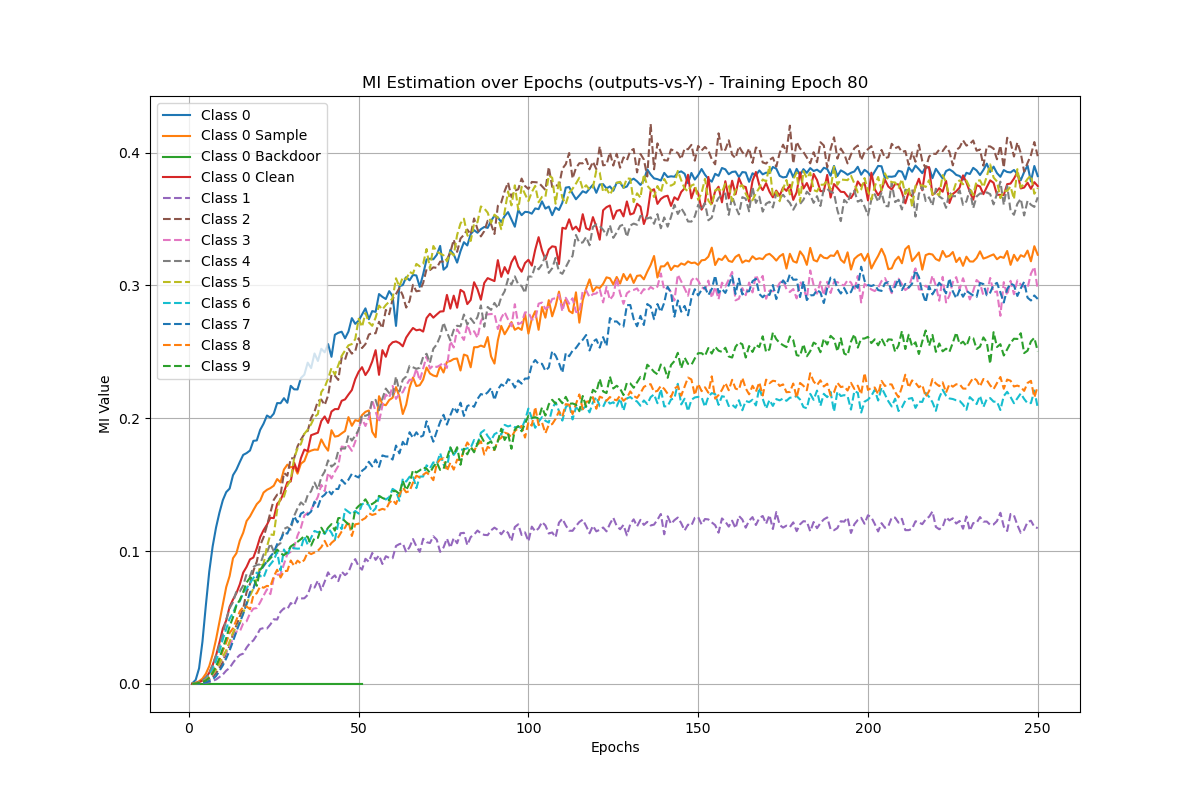 MI Estimation over Epochs (outputs-vs-Y) - Training Epoch 80
Class 0
Class 0 Sample
Class 0 Backdoor
Class 0 Clean
Class 1
Class 2
Class 3
Class 4
Class 5
Class 6
Class 7
Class 8
Class 9
MI Value
0.4
0.3
0.2
0.1
0.0
0
50
100
150
200
250
Epochs